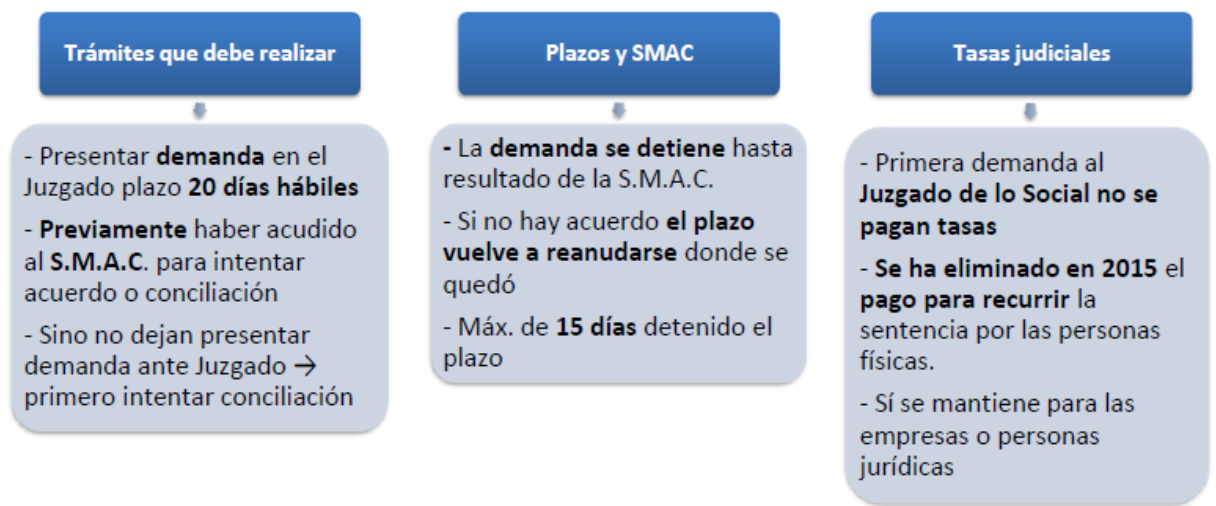 Trámites que debe realizar
- Presentar demanda en el
Juzgado plazo 20 días hábiles
- Previamente haber acudido
al S.M.A.C. para intentar
acuerdo o conciliación
- Sino no dejan presentar
demanda ante Juzgado →
primero intentar conciliación
Plazos y SMAC
- La demanda se detiene hasta
resultado de la S.M.A.C.
- Si no hay acuerdo el plazo
vuelve a reanudarse donde se
quedó
- Máx. de 15 días detenido el
plazo
Tasas judiciales
- Primera demanda al
Juzgado de lo Social no se
pagan tasas
- Se ha eliminado en 2015 el
pago para recurrir la
sentencia por las personas
físicas.
- Sí se mantiene para las
empresas o personas
jurídicas